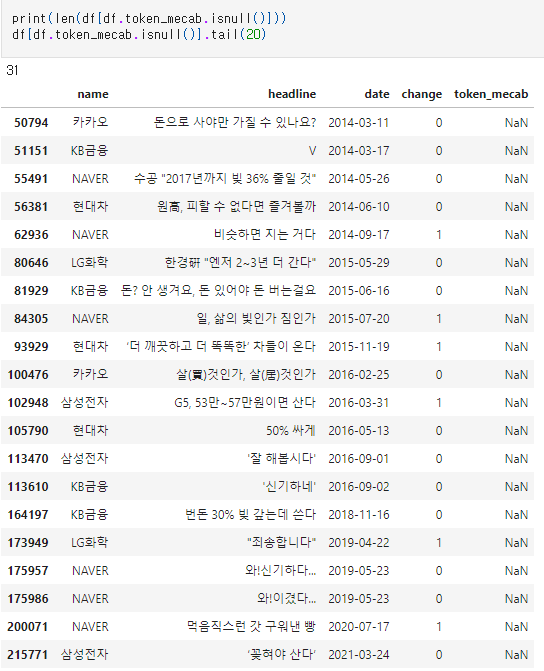 print(len(df[df.token_mecab.isnull()]))
df[df.token_mecab.isnull()].tail(20)
31
name headline date change token_mecab
50794 카카오 돈으로 사야만 가질 수 있나요? 2014-03-11 0 NaN
51151 KB금융 V 2014-03-17 0 NaN
55491 NAVER 수공 "2017년까지 빚 36% 줄일 것" 2014-05-26 0 NaN
56381 현대차 원高, 피할 수 없다면 즐겨볼까 2014-06-10 0 NaN
62936 NAVER 비슷하면 지는 거다 2014-09-17 1 NaN
80646 LG화학 한경硏 "엔저 2~3년 더 간다" 2015-05-29 0 NaN
81929 KB금융 돈? 안 생겨요, 돈 있어야 돈 버는걸요 2015-06-16 0 NaN
84305 NAVER 일, 삶의 빛인가 짐인가 2015-07-20 1 NaN
93929 현대차 ‘더 깨끗하고 더 똑똑한’ 차들이 온다 2015-11-19 1 NaN
100476 카카오 살(買)것인가, 살(居)것인가 2016-02-25 0 NaN
102948 삼성전자 G5, 53만~57만원이면 산다 2016-03-31 1 NaN
105790 현대차 50% 싸게 2016-05-13 0 NaN
113470 삼성전자 '잘 해봅시다' 2016-09-01 0 NaN
113610 KB금융 '신기하네' 2016-09-02 0 NaN
164197 KB금융 번돈 30% 빚 갚는데 쓴다 2018-11-16 0 NaN
173949 LG화학 "죄송합니다" 2019-04-22 1 NaN
175957 NAVER 와!신기하다... 2019-05-23 0 NaN
175986 NAVER 와!이겼다... 2019-05-23 0 NaN
200071 NAVER 먹음직스런 갓 구워낸 빵 2020-07-17 1 NaN
215771 삼성전자 '꽂혀야 산다' 2021-03-24 0 NaN